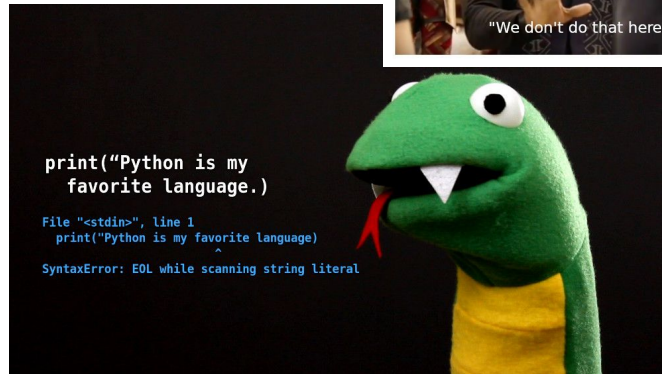 "We don't do that here
print(“Python is my
favorite language.)
File "<stdin>", line 1
print("Python is my favorite language)
^
SyntaxError: EOL while scanning string literal